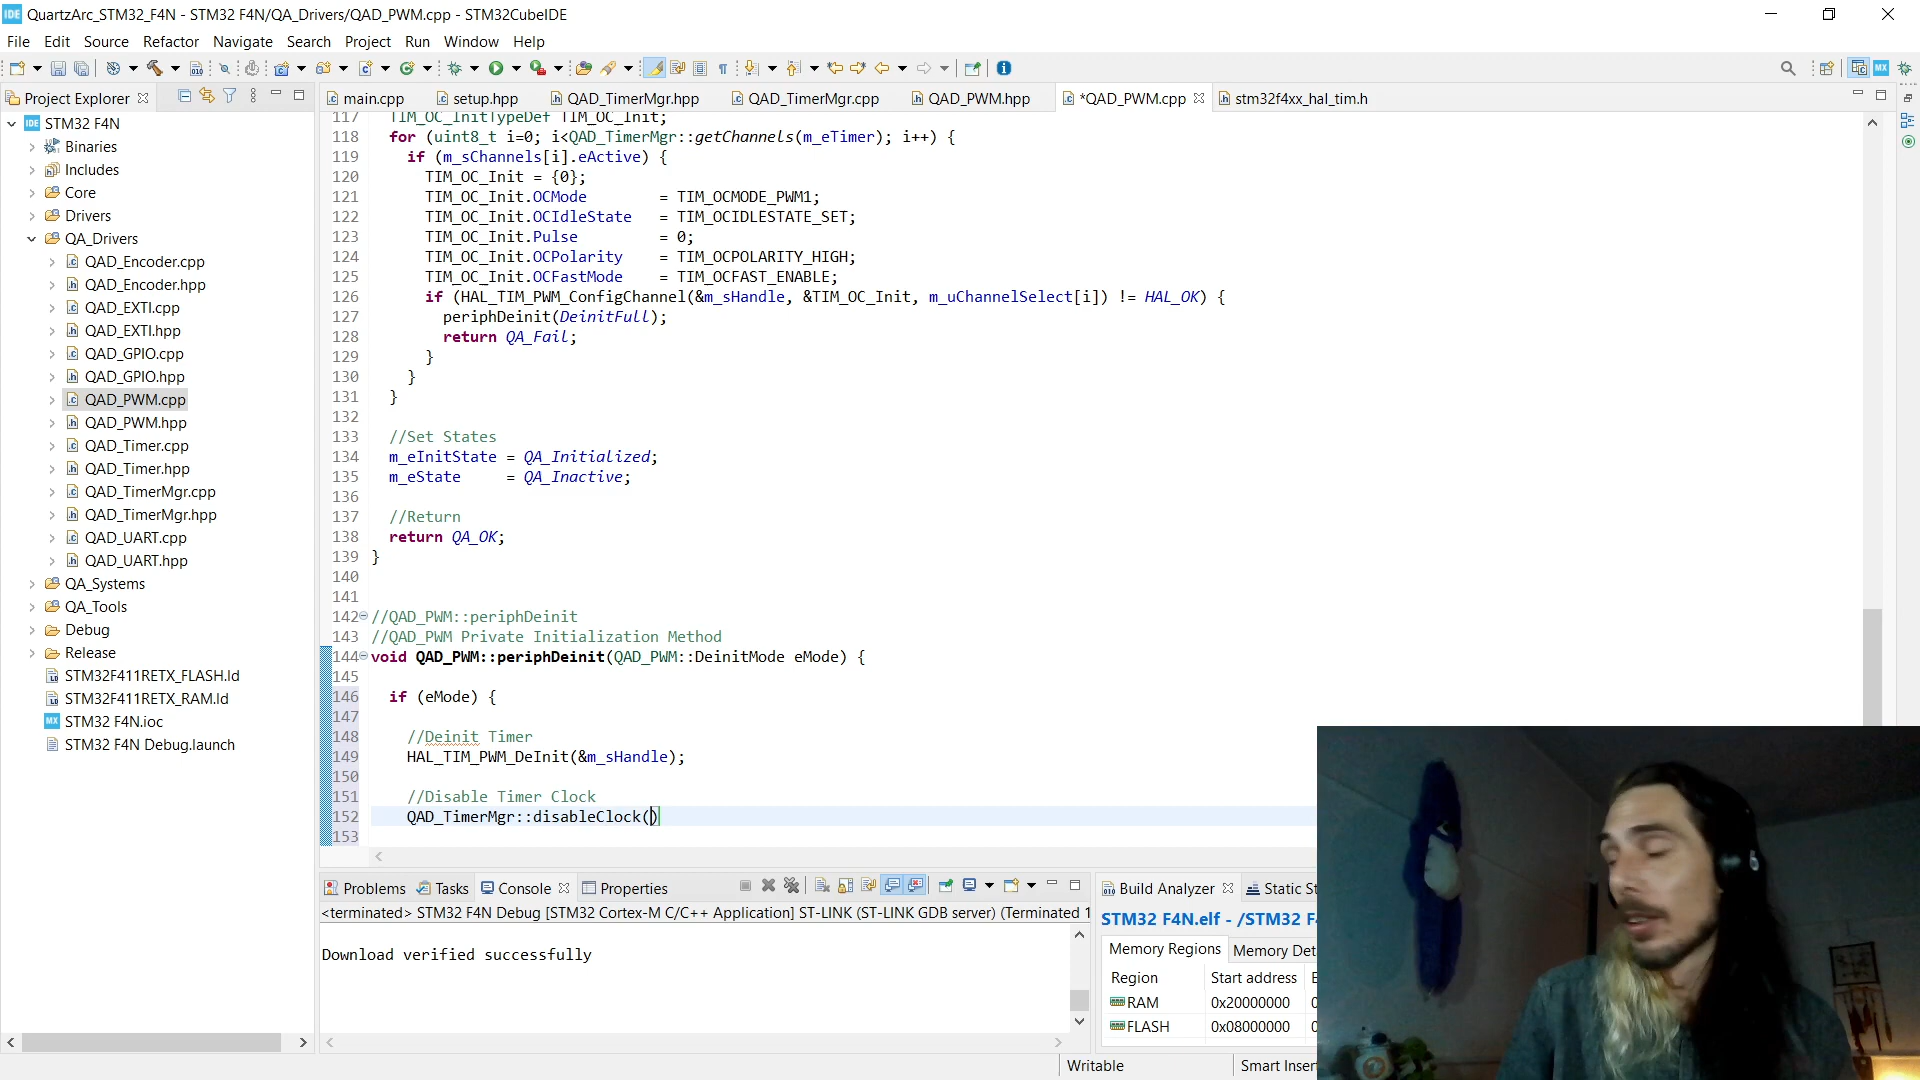 QuartzArc_STM32_F4N - STM32 F4N/QA_Drivers/QAD_PWM.cpp - STM32CubeIDE
File Edit Source Refactor Navigate Search Project Run Window Help
Project Explorer
main.cpp setup.hpp QAD_TimerMgr.hpp QAD_TimerMgr.cpp QAD_PWM.hpp *QAD_PWM.cpp stm32f4xx_hal_tim.h
STM32 F4N
Binaries
Includes
Core
Drivers
QA_Drivers
QAD_Encoder.cpp
QAD_Encoder.hpp
QAD_EXTI.cpp
QAD_EXTI.hpp
QAD_GPIO.cpp
QAD_GPIO.hpp
QAD_PWM.cpp
QAD_PWM.hpp
QAD_Timer.cpp
QAD_Timer.hpp
QAD_TimerMgr.cpp
QAD_TimerMgr.hpp
QAD_UART.cpp
QAD_UART.hpp
QA_Systems
QA_Tools
Debug
Release
STM32F411RETX_FLASH.ld
STM32F411RETX_RAM.ld
STM32 F4N.ioc
STM32 F4N Debug.launch
117 TIM_OC_InitTypeDef TIM_OC_Init;
118 for (uint8_t i=0; i<QAD_TimerMgr::getChannels(m_eTimer); i++) {
119 if (m_sChannels[i].eActive) {
120 TIM_OC_Init = {0};
121 TIM_OC_Init.OCMode = TIM_OCMODE_PWM1;
122 TIM_OC_Init.OCIdleState = TIM_OCIDLESTATE_SET;
123 TIM_OC_Init.Pulse = 0;
124 TIM_OC_Init.OCPolarity = TIM_OCPOLARITY_HIGH;
125 TIM_OC_Init.OCFastMode = TIM_OCFAST_ENABLE;
126 if (HAL_TIM_PWM_ConfigChannel(&m_sHandle, &TIM_OC_Init, m_uChannelSelect[i]) != HAL_OK) {
127 periphDeinit(DeinitFull);
128 return QA_Fail;
129 }
130 }
131 }
132
133 //Set States
134 m_eInitState = QA_Initialized;
135 m_eState = QA_Inactive;
136
137 //Return
138 return QA_OK;
139 }
140
141
142 //QAD_PWM::periphDeinit
143 //QAD_PWM Private Initialization Method
144 void QAD_PWM::periphDeinit(QAD_PWM::DeinitMode eMode) {
145
146 if (eMode) {
147
148 //Deinit Timer
149 HAL_TIM_PWM_DeInit(&m_sHandle);
150
151 //Disable Timer Clock
152 QAD_TimerMgr::disableClock()
153
Problems Tasks Console Properties
<terminated> STM32 F4N Debug [STM32 Cortex-M C/C++ Application] ST-LINK (ST-LINK GDB server) (Terminated 1
Download verified successfully
Build Analyzer Static St
STM32 F4N.elf - /STM32 F4
Memory Regions Memory Det
Region Start address
RAM 0x20000000
FLASH 0x08000000
Writable Smart Inser